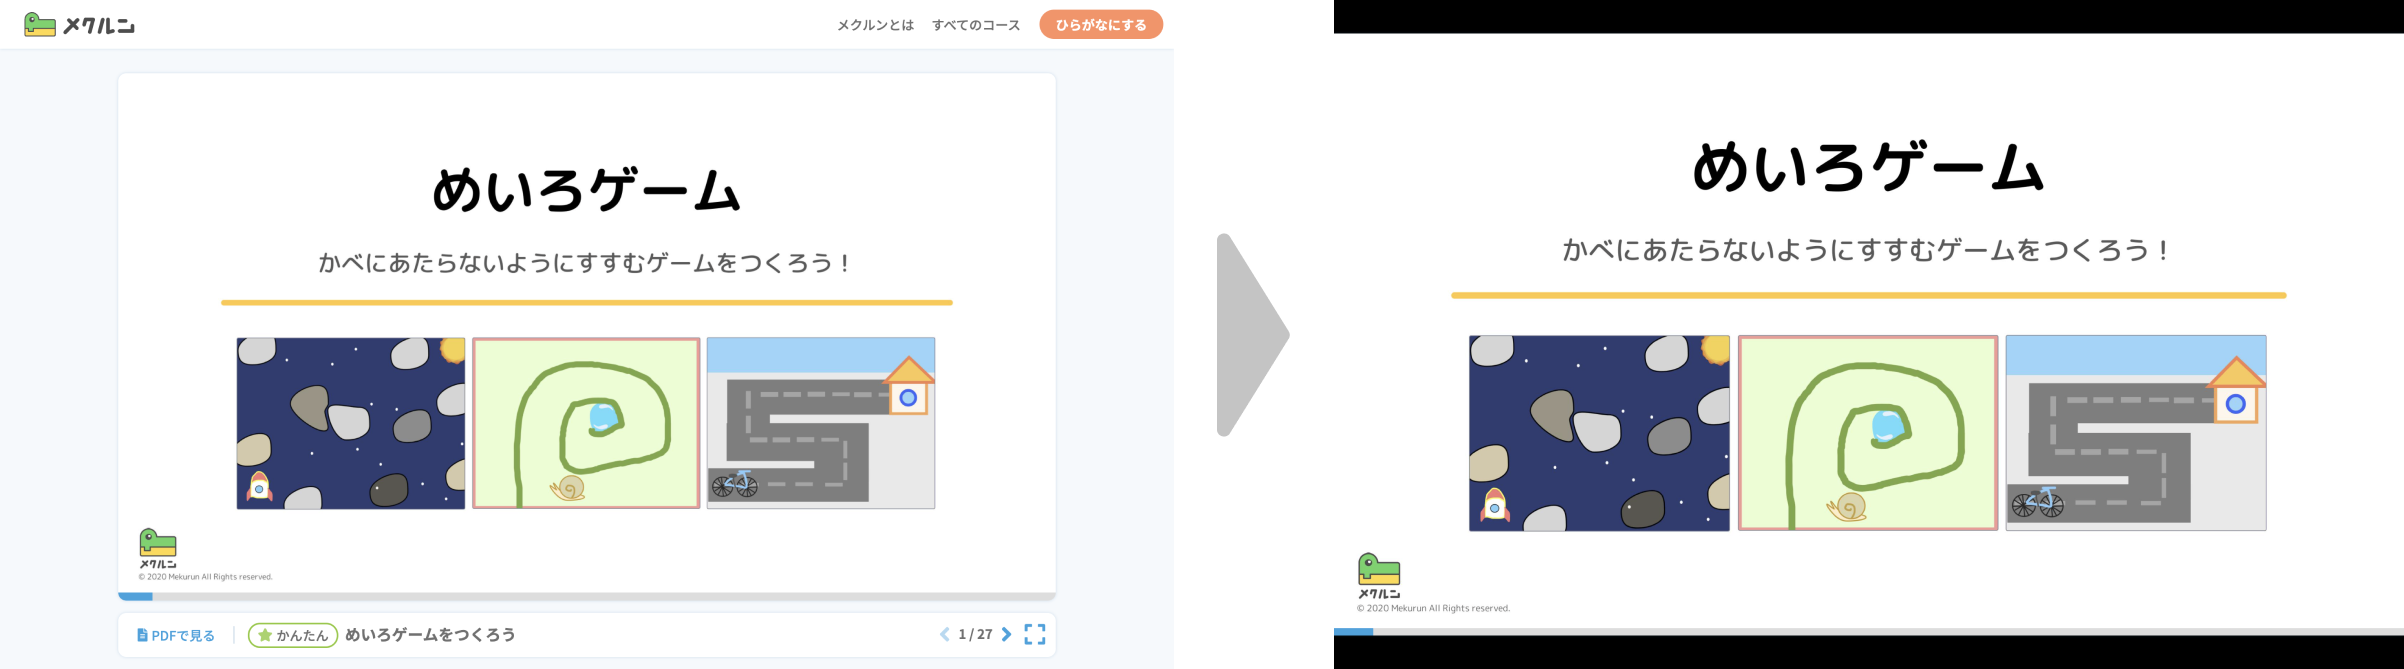 メクルン
メクルンとは すべてのコース ひらがなにする
めいろゲーム
かべにあたらないようにすすむゲームをつくろう！
メクルン
© 2020 Mekurun All Rights reserved.
PDFで見る かんたん めいろゲームをつくろう 1 / 27
めいろゲーム
かべにあたらないようにすすむゲームをつくろう！
メクルン
© 2020 Mekurun All Rights reserved.